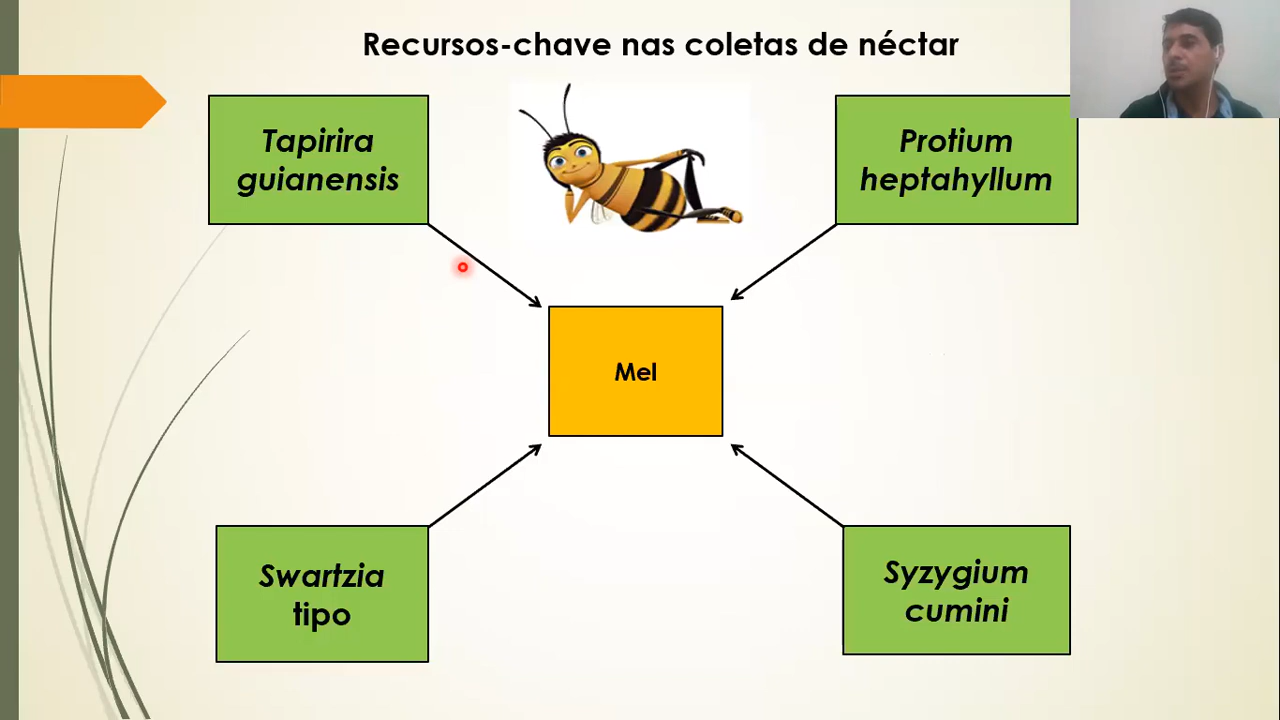 Recursos-chave nas coletas de néctar
Tapirira
guianensis
Protium
heptahyllum
Mel
Swartzia
tipo
Syzygium
cumini